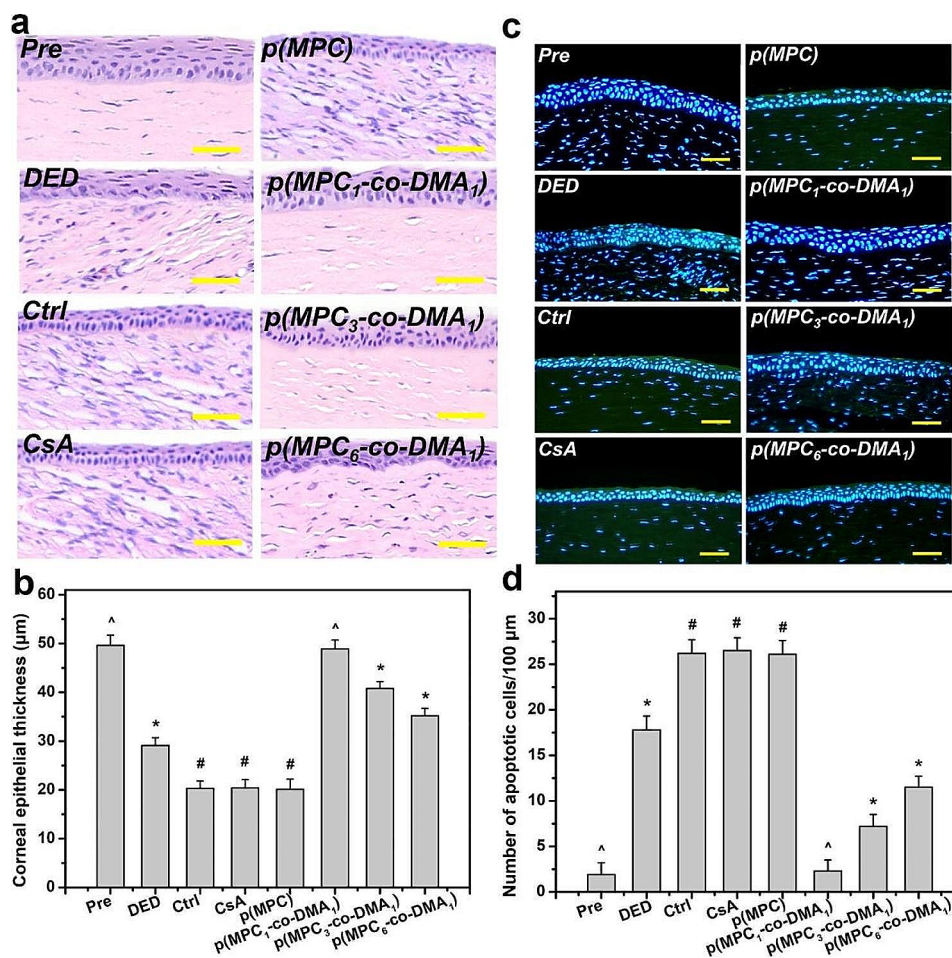 a
Pre
p(MPC)
DED
p(MPC₁-co-DMA₁)
Ctrl
p(MPC₃-co-DMA₁)
CsA
p(MPC₆-co-DMA₁)
c
Pre
p(MPC)
DED
p(MPC₁-co-DMA₁)
Ctrl
p(MPC₃-co-DMA₁)
CsA
p(MPC₆-co-DMA₁)
b
Corneal epithelial thickness (μm)
60
50
40
30
20
10
0
^
*
#
#
#
^
*
*
Pre
DED
Ctrl
CsA
p(MPC)
p(MPC₁-co-DMA₁)
p(MPC₃-co-DMA₁)
p(MPC₆-co-DMA₁)
d
Number of apoptotic cells/100 μm
30
25
20
15
10
5
0
^
*
#
#
#
^
*
*
Pre
DED
Ctrl
CsA
p(MPC)
p(MPC₁-co-DMA₁)
p(MPC₃-co-DMA₁)
p(MPC₆-co-DMA₁)